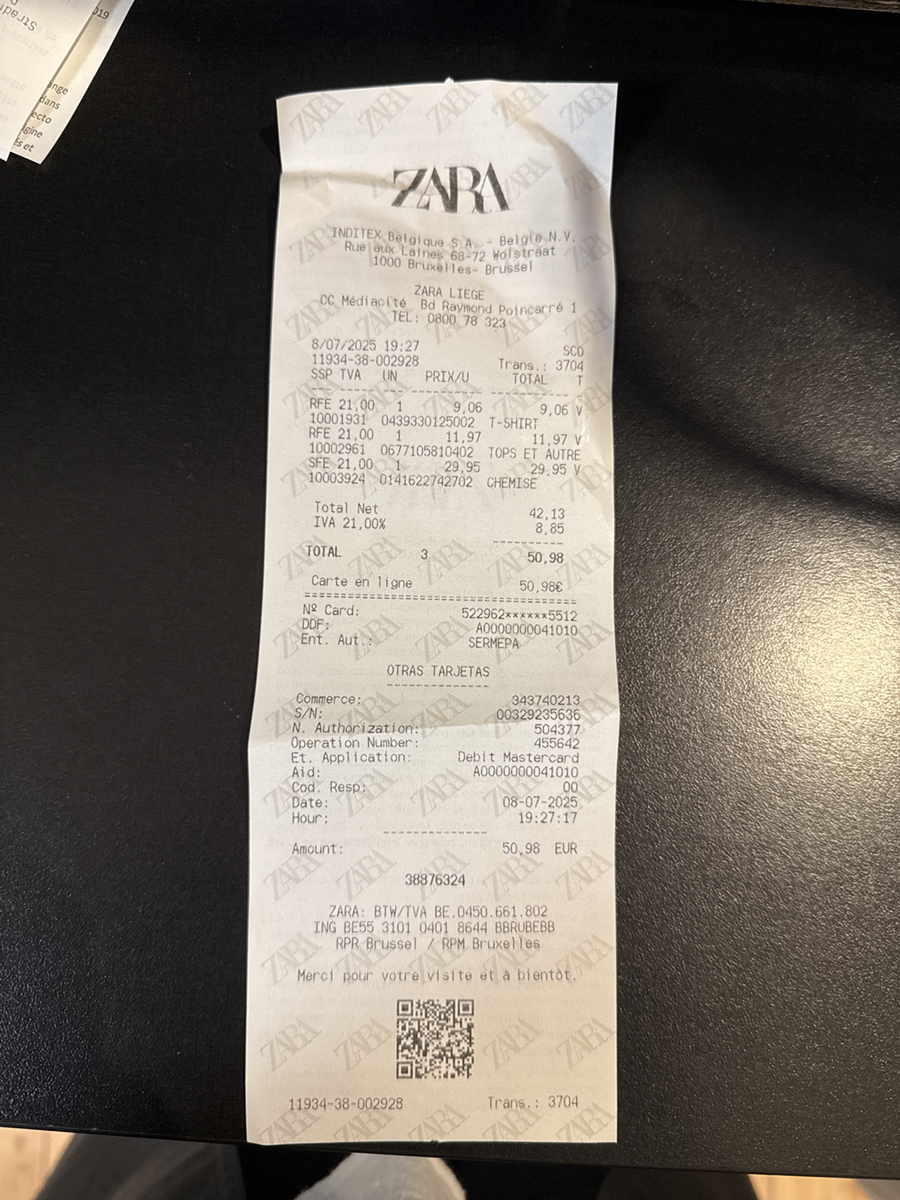 019
Stradi
ange
dans
ecto
gine
s et
ZARA
INDITEX Belgique S.A. - Belgie N.V.
Rue aux Laines 68-72 Wolstraat
1000 Bruxelles- Brussel
ZARA LIEGE
CC Médiacité Bd Raymond Poincarré 1
TEL: 0800 78 323
8/07/2025 19:27 SCO
11934-38-002928 Trans.: 3704
SSP TVA UN PRIX/U TOTAL T
RFE 21,00 1 9,06 9,06 V
10001931 0439330125002 T-SHIRT
RFE 21,00 1 11,97 11,97 V
10002961 0677105810402 TOPS ET AUTRE
SFE 21,00 1 29,95 29,95 V
10003924 0141622742702 CHEMISE
Total Net 42,13
IVA 21,00% 8,85
TOTAL 3 50,98
Carte en ligne 50,98€
Nº Card: 522962******5512
DDF: A0000000041010
Ent. Aut.: SERMEPA
OTRAS TARJETAS
Commerce: 343740213
S/N: 00329235636
N. Authorization: 504377
Operation Number: 455642
Et. Application: Debit Mastercard
Aid: A0000000041010
Cod. Resp: 00
Date: 08-07-2025
Hour: 19:27:17
Amount: 50,98 EUR
38876324
ZARA: BTW/TVA BE.0450.661.802
ING BE55 3101 0401 8644 BBRUBEBB
RPR Brussel / RPM Bruxelles
Merci pour votre visite et à bientôt.
11934-38-002928 Trans.: 3704